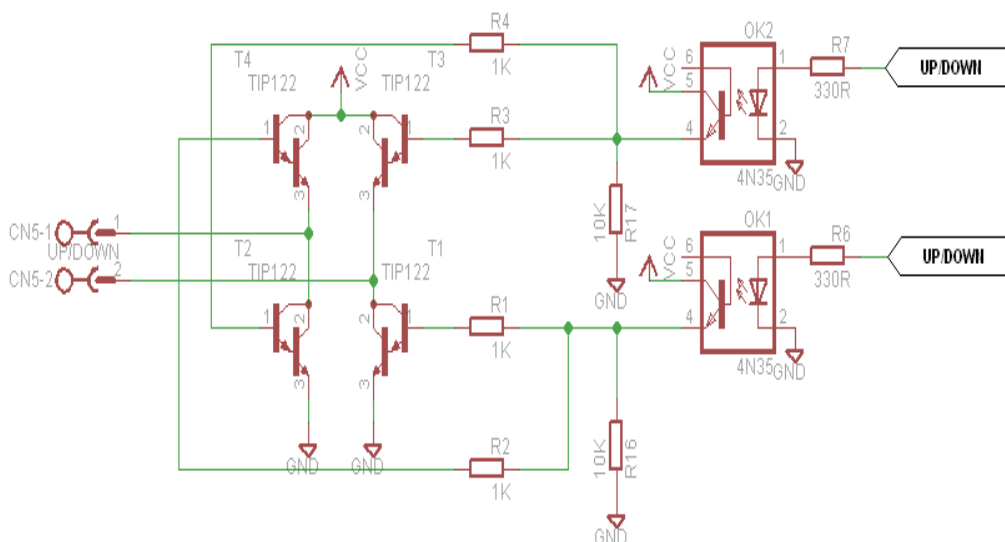 R4
1K
T4
TIP122
VCC
T3
TIP122
OK2
6
5
4
VCC
1
2
4N35
GND
R7
330R
UP/DOWN
1
2
3
2
3
1
R3
1K
10K
R17
GND
CN5-1
1
UP/DOWN
CN5-2
2
T2
TIP122
T1
TIP122
OK1
6
5
4
VCC
1
2
4N35
GND
R6
330R
UP/DOWN
1
2
3
2
3
1
R1
1K
GND
GND
R2
1K
10K
R16
GND